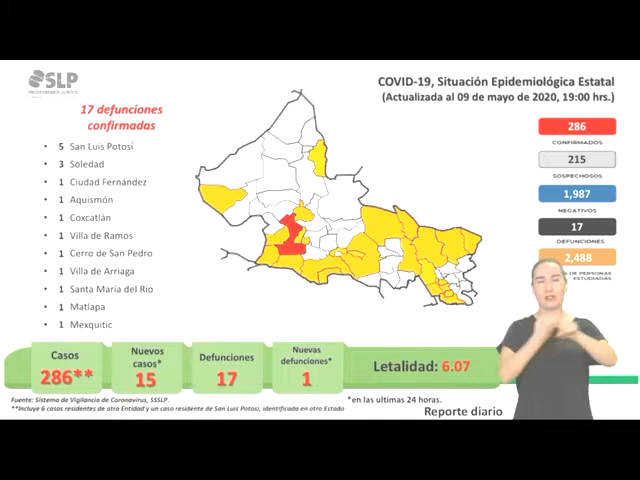 SLP
COVID-19, Situación Epidemiológica Estatal
(Actualizada al 09 de mayo de 2020, 19:00 hrs.)
17 defunciones
confirmadas
• 5 San Luis Potosí
• 3 Soledad
• 1 Ciudad Fernández
• 1 Aquismón
• 1 Coxcatlán
• 1 Villa de Ramos
• 1 Cerro de San Pedro
• 1 Villa de Arriaga
• 1 Santa María del Rio
• 1 Matlapa
• 1 Mexquitic
286
CONFIRMADOS
215
SOSPECHOSOS
1,987
NEGATIVOS
17
DEFUNCIONES
2,488
DE PERSONAS
ESTUDIADAS
Casos
286**
Nuevos
casos*
15
Defunciones
17
Nuevas
defunciones*
1
Letalidad: 6.07
Fuente: Sistema de Vigilancia de Coronavirus, SSSLP.
**Incluye 6 casos residentes de otra Entidad y un caso residente de San Luis Potosí, identificada en otro Estado
*en las ultimas 24 horas.
Reporte diario